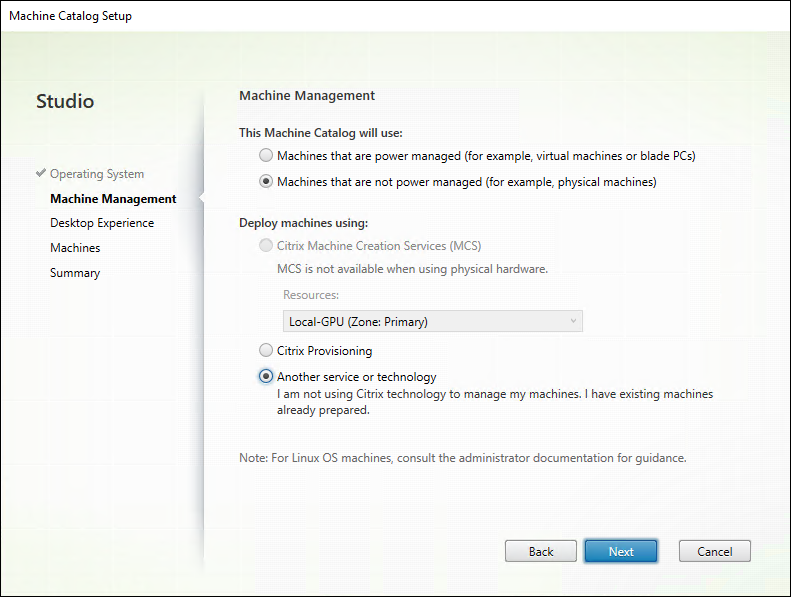 Machine Catalog Setup
Studio
Operating System
Machine Management
Desktop Experience
Machines
Summary
Machine Management
This Machine Catalog will use:
Machines that are power managed (for example, virtual machines or blade PCs)
Machines that are not power managed (for example, physical machines)
Deploy machines using:
Citrix Machine Creation Services (MCS)
MCS is not available when using physical hardware.
Resources:
Local-GPU (Zone: Primary)
Citrix Provisioning
Another service or technology
I am not using Citrix technology to manage my machines. I have existing machines
already prepared.
Note: For Linux OS machines, consult the administrator documentation for guidance.
Back
Next
Cancel